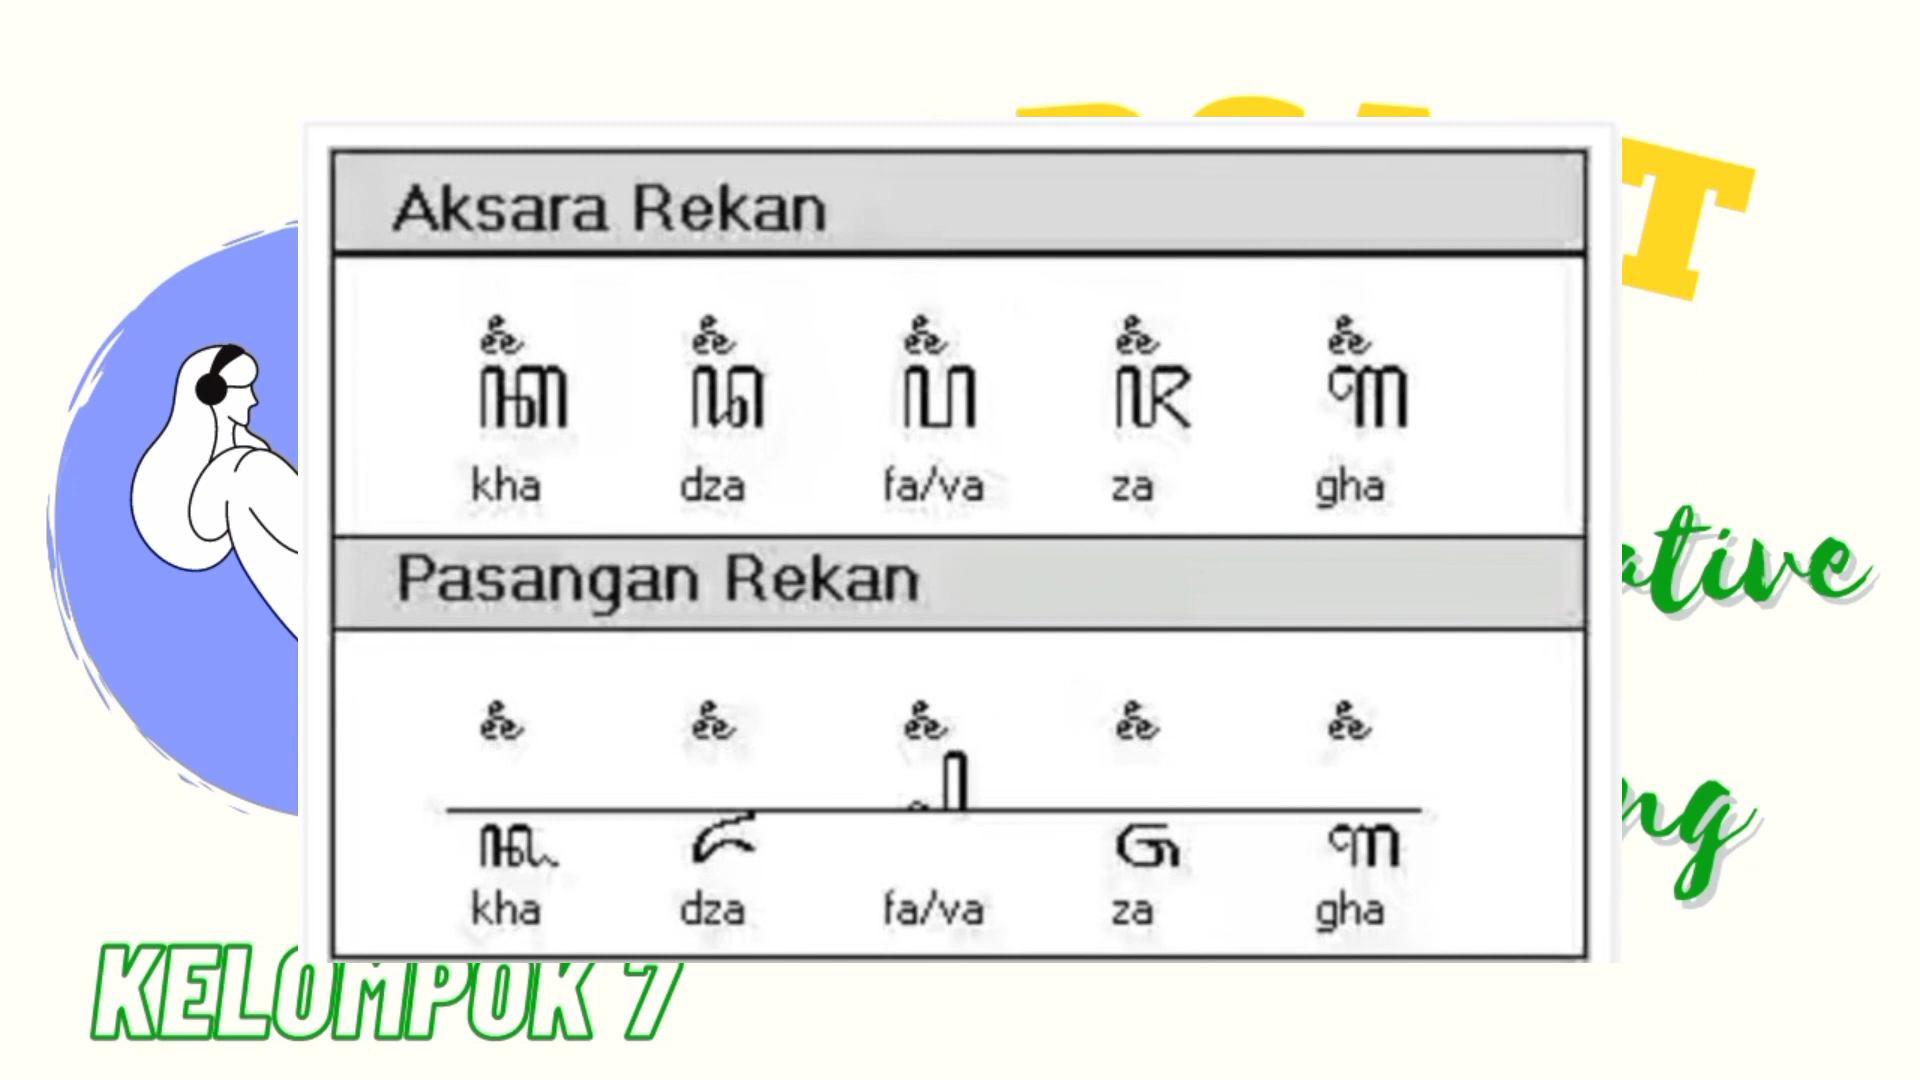 Aksara Rekan
ꦏ꦳ ꦢ꦳ ꦥ꦳ ꦗ꦳ ꦒ꦳
kha dza fa/va za gha
Pasangan Rekan
꧀ꦏ꦳ ꧀ꦢ꦳ ꧀ꦥ꦳ ꧀ꦗ꦳ ꧀ꦒ꦳
kha dza fa/va za gha
KELOMPOK 7